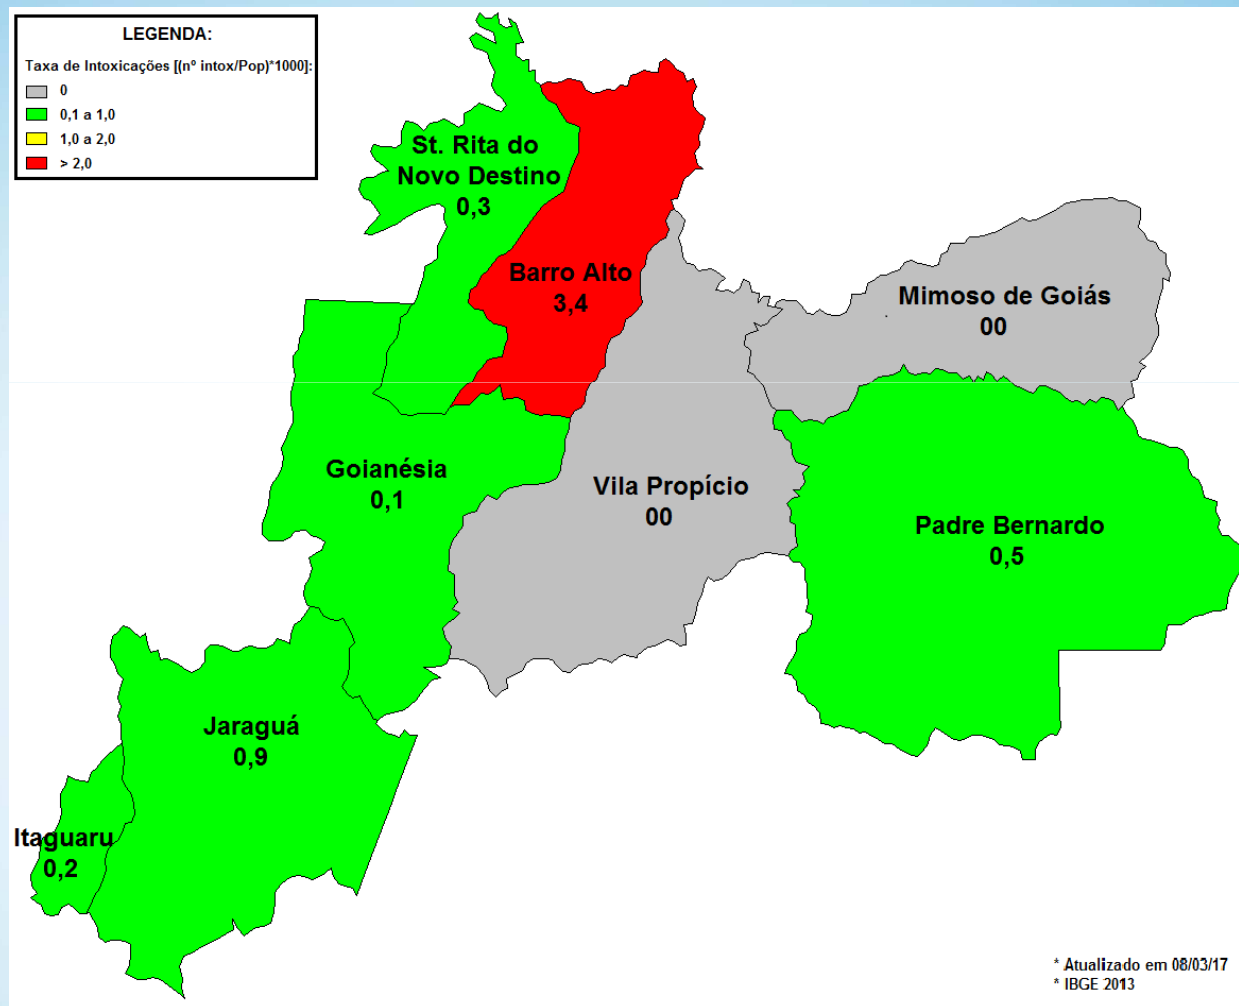 LEGENDA:
Taxa de Intoxicações [(nº intox/Pop)*1000]:
0
0,1 a 1,0
1,0 a 2,0
> 2,0
St. Rita do
Novo Destino
0,3
Barro Alto
3,4
Mimoso de Goiás
00
Goianésia
0,1
Vila Propício
00
Padre Bernardo
0,5
Jaraguá
0,9
Itaguaru
0,2
* Atualizado em 08/03/17
* IBGE 2013